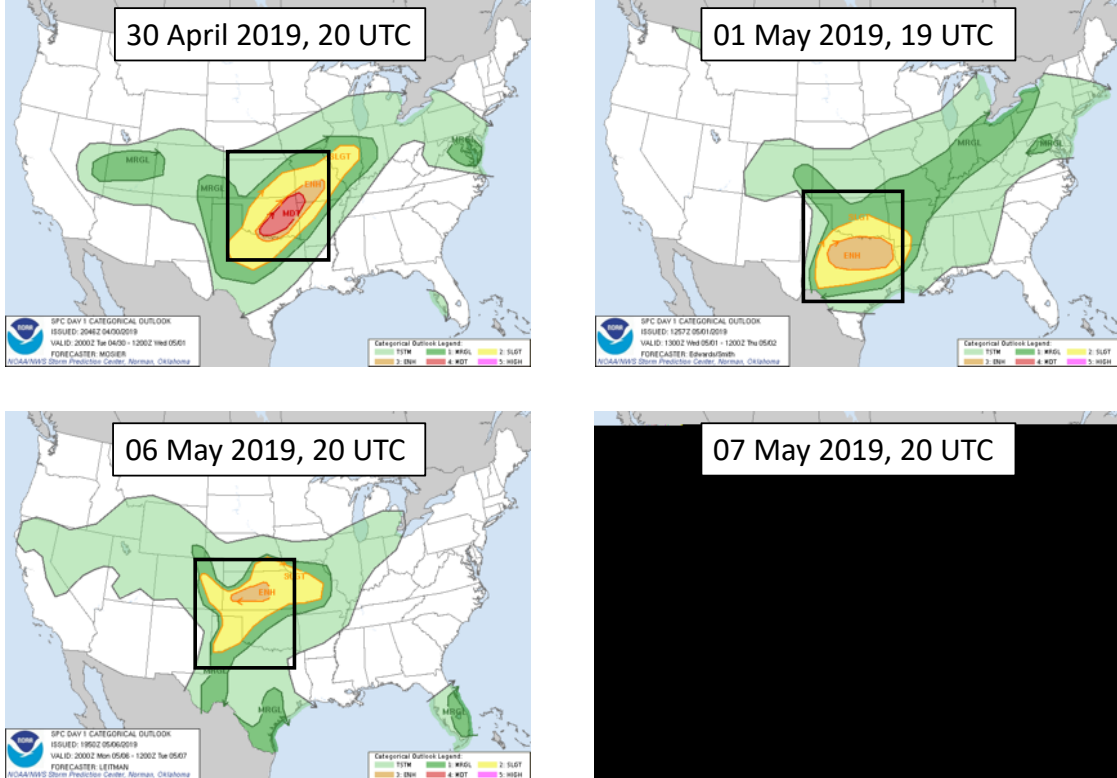 30 April 2019, 20 UTC
MRGL
MRGL
SLGT
ENH
MDT
MRGL
NOAA
SPC DAY 1 CATEGORICAL OUTLOOK
ISSUED: 2046Z 04/30/2019
VALID: 2000Z Tue 04/30 - 1200Z Wed 05/01
FORECASTER: MOSIER
NOAA/NWS Storm Prediction Center, Norman, Oklahoma
Categorical Outlook Legend:
TSTM 1: MRGL 2: SLGT
3: ENH 4: MDT 5: HIGH
01 May 2019, 19 UTC
MRGL
MRGL
SLGT
ENH
NOAA
SPC DAY 1 CATEGORICAL OUTLOOK
ISSUED: 1257Z 05/01/2019
VALID: 1300Z Wed 05/01 - 1200Z Thu 05/02
FORECASTER: Edwards/Smith
NOAA/NWS Storm Prediction Center, Norman, Oklahoma
Categorical Outlook Legend:
TSTM 1: MRGL 2: SLGT
3: ENH 4: MDT 5: HIGH
06 May 2019, 20 UTC
SLGT
ENH
MRGL
MRGL
MRGL
NOAA
SPC DAY 1 CATEGORICAL OUTLOOK
ISSUED: 1950Z 05/06/2019
VALID: 2000Z Mon 05/06 - 1200Z Tue 05/07
FORECASTER: LEITMAN
NOAA/NWS Storm Prediction Center, Norman, Oklahoma
Categorical Outlook Legend:
TSTM 1: MRGL 2: SLGT
3: ENH 4: MDT 5: HIGH
07 May 2019, 20 UTC